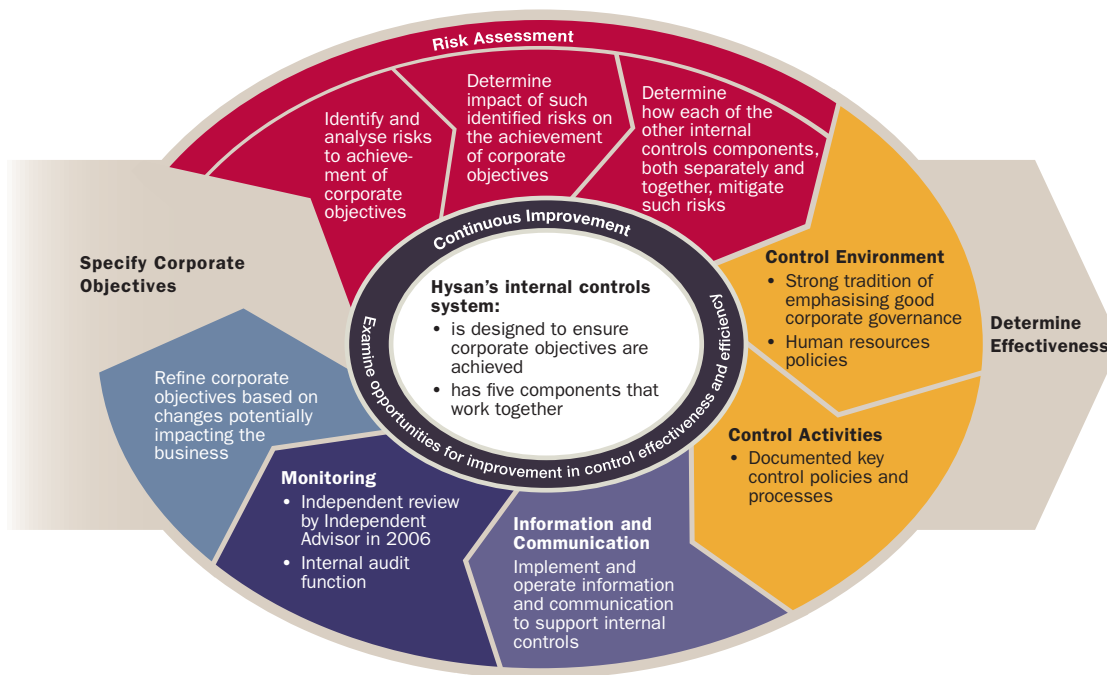 Risk Assessment
Identify and
analyse risks
to achieve-
ment of
corporate
objectives
Determine
impact of such
identified risks on
the achievement
of corporate
objectives
Determine
how each of the
other internal
controls components,
both separately and
together, mitigate
such risks
Specify Corporate
Objectives
Continuous Improvement
Hysan’s internal controls
system:
• is designed to ensure
corporate objectives are
achieved
• has five components that
work together
Examine opportunities for improvement in control effectiveness and efficiency
Control Environment
• Strong tradition of
emphasising good
corporate governance
• Human resources
policies
Determine
Effectiveness
Control Activities
• Documented key
control policies and
processes
Information and
Communication
Implement and
operate information
and communication
to support internal
controls
Monitoring
• Independent review
by Independent
Advisor in 2006
• Internal audit
function
Refine corporate
objectives based on
changes potentially
impacting the
business